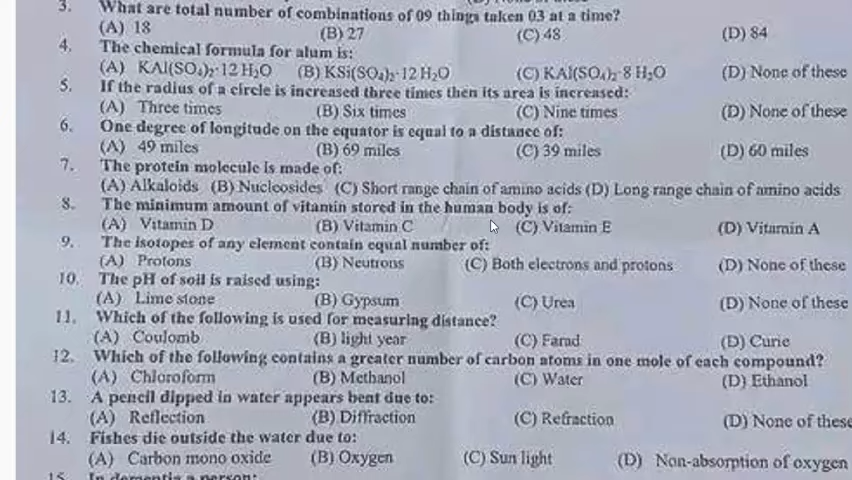 3. What are total number of combinations of 09 things taken 03 at a time?
(A) 18 (B) 27 (C) 48 (D) 84
4. The chemical formula for alum is:
(A) KAl(SO₄)₂·12 H₂O (B) KSi(SO₄)₂·12 H₂O (C) KAl(SO₄)₂·8 H₂O (D) None of these
5. If the radius of a circle is increased three times then its area is increased:
(A) Three times (B) Six times (C) Nine times (D) None of these
6. One degree of longitude on the equator is equal to a distance of:
(A) 49 miles (B) 69 miles (C) 39 miles (D) 60 miles
7. The protein molecule is made of:
(A) Alkaloids (B) Nucleosides (C) Short range chain of amino acids (D) Long range chain of amino acids
8. The minimum amount of vitamin stored in the human body is of:
(A) Vitamin D (B) Vitamin C (C) Vitamin E (D) Vitamin A
9. The isotopes of any element contain equal number of:
(A) Protons (B) Neutrons (C) Both electrons and protons (D) None of these
10. The pH of soil is raised using:
(A) Lime stone (B) Gypsum (C) Urea (D) None of these
11. Which of the following is used for measuring distance?
(A) Coulomb (B) light year (C) Farad (D) Curie
12. Which of the following contains a greater number of carbon atoms in one mole of each compound?
(A) Chloroform (B) Methanol (C) Water (D) Ethanol
13. A pencil dipped in water appears bent due to:
(A) Reflection (B) Diffraction (C) Refraction (D) None of these
14. Fishes die outside the water due to:
(A) Carbon mono oxide (B) Oxygen (C) Sun light (D) Non-absorption of oxygen
15. In dementia a person: